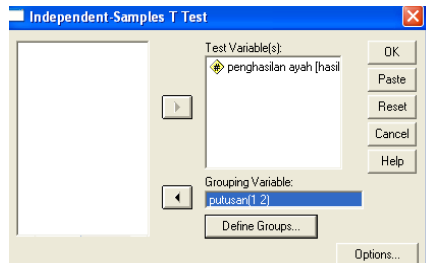 Independent-Samples T Test
Test Variable(s):
penghasilan ayah [hasil
OK
Paste
Reset
Cancel
Help
Grouping Variable:
putusan(1 2)
Define Groups...
Options...